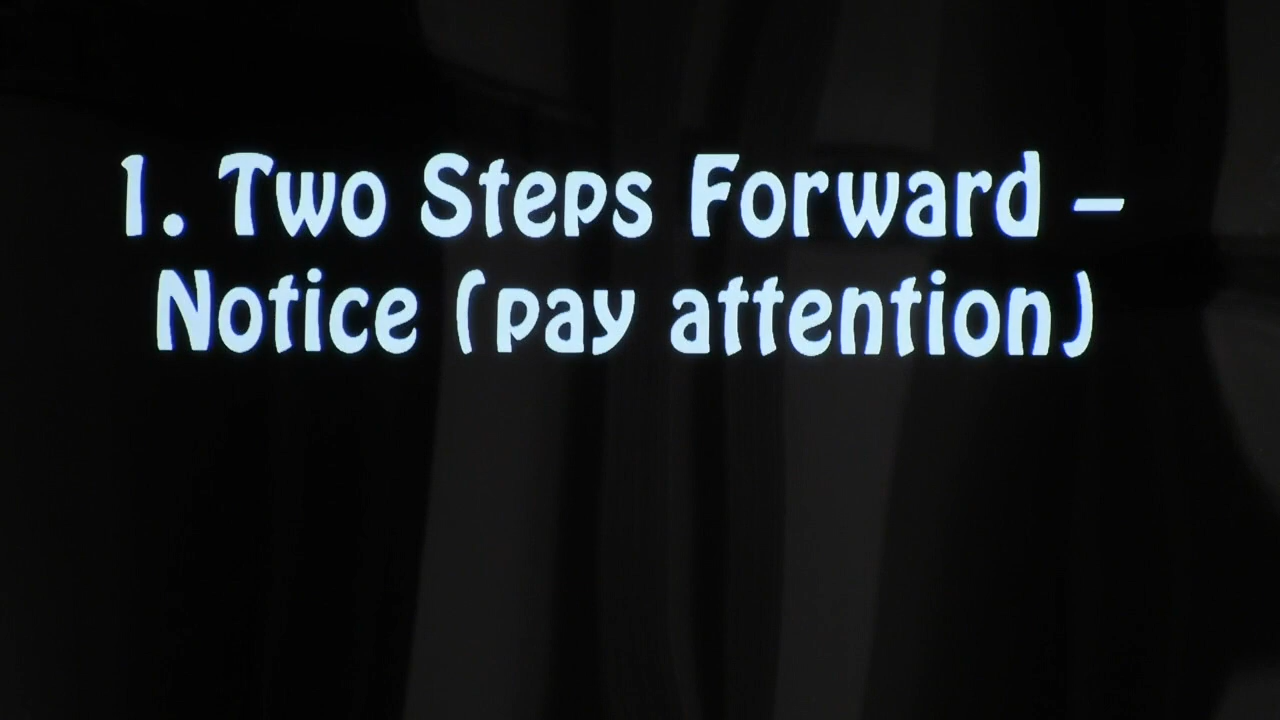 1. Two Steps Forward –
Notice (pay attention)